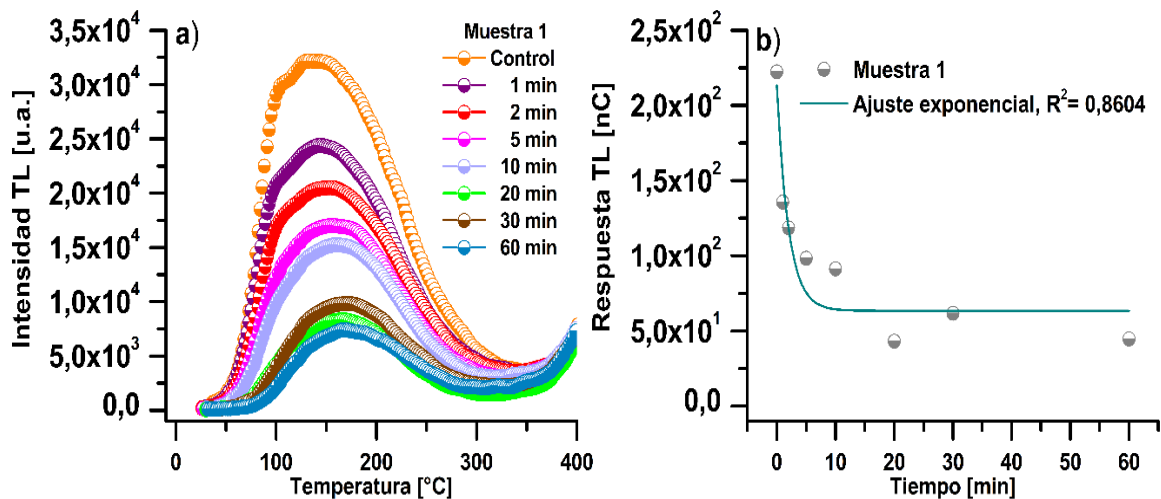 a)
Intensidad TL [u.a.]
3,5x10⁴
3,0x10⁴
2,5x10⁴
2,0x10⁴
1,5x10⁴
1,0x10⁴
5,0x10³
0,0
0 100 200 300 400
Temperatura [°C]
Muestra 1
Control
1 min
2 min
5 min
10 min
20 min
30 min
60 min
b)
Respuesta TL [nC]
2,5x10²
2,0x10²
1,5x10²
1,0x10²
5,0x10¹
0,0
0 10 20 30 40 50 60
Tiempo [min]
Muestra 1
Ajuste exponencial, R²= 0,8604